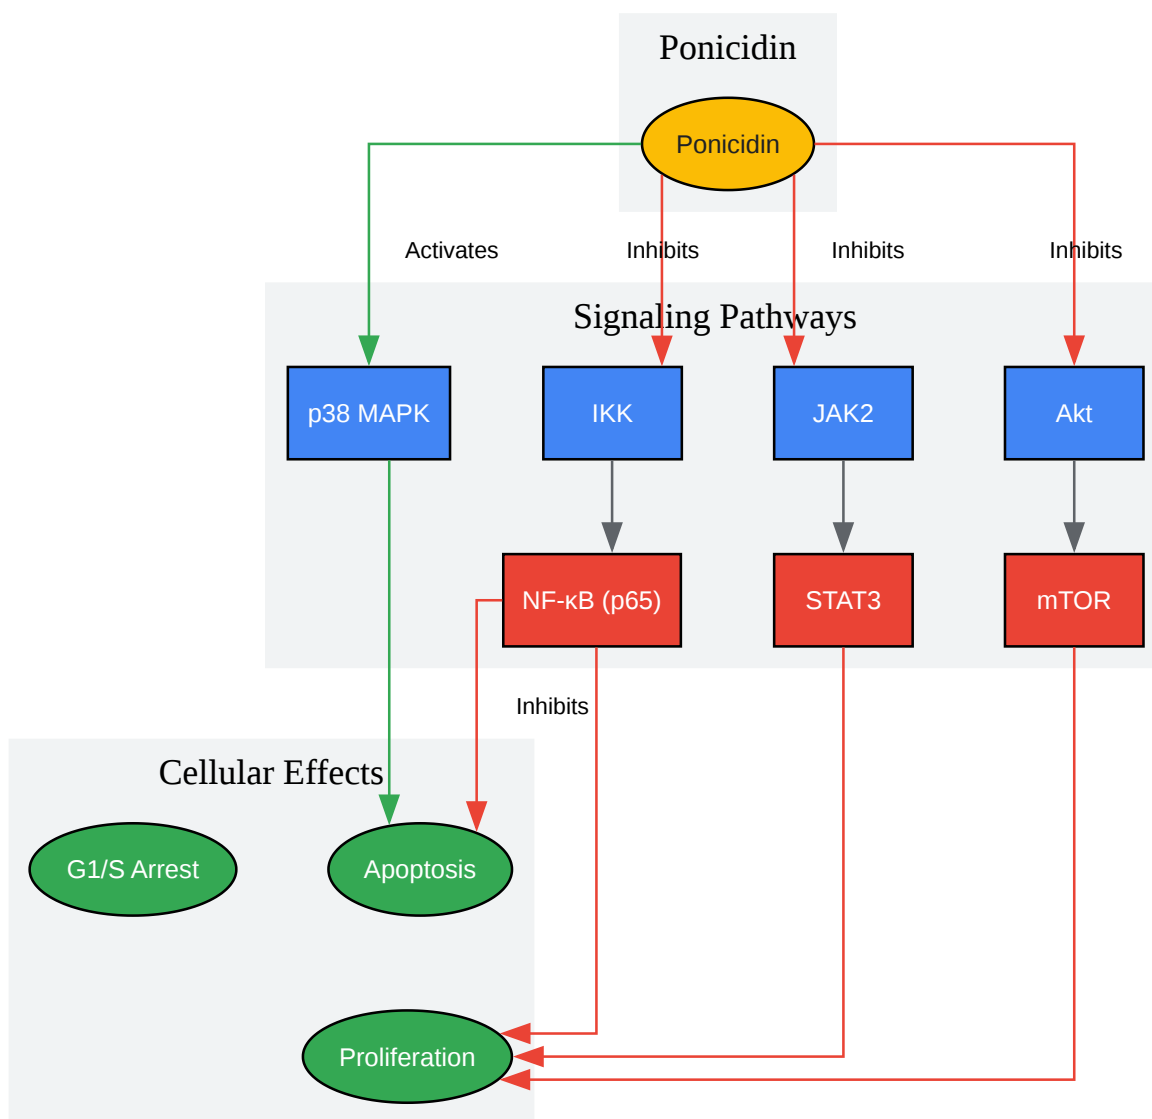 Ponicidin
Ponicidin
Activates
Inhibits
Inhibits
Inhibits
Signaling Pathways
p38 MAPK
IKK
JAK2
Akt
NF-κB (p65)
STAT3
mTOR
Inhibits
Cellular Effects
G1/S Arrest
Apoptosis
Proliferation